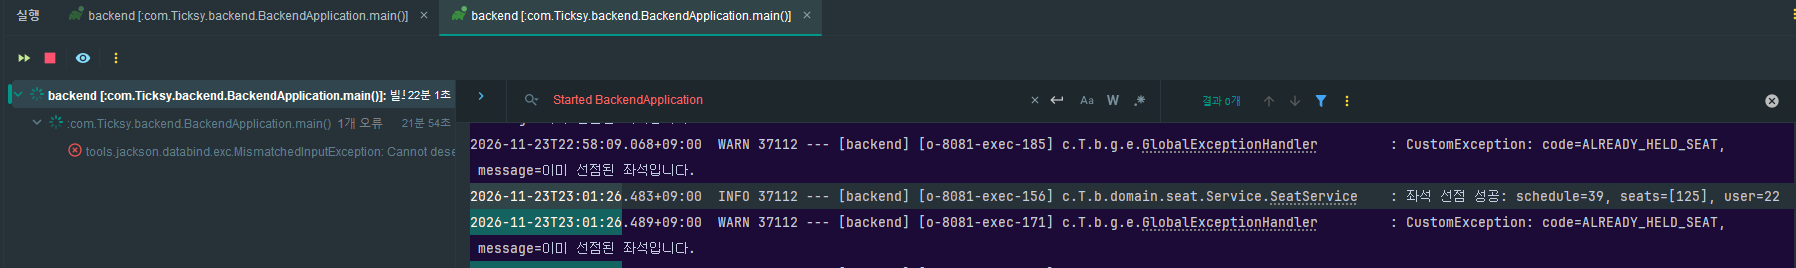 실행 backend [:com.Ticksy.backend.BackendApplication.main()] × backend [:com.Ticksy.backend.BackendApplication.main()] ×
backend [:com.Ticksy.backend.BackendApplication.main()]: 빌! 22분 1초
Started BackendApplication × Aa W .* 결과 0개
:com.Ticksy.backend.BackendApplication.main() 1개 오류 21분 54초
tools.jackson.databind.exc.MismatchedInputException: Cannot dese
2026-11-23T22:58:09.068+09:00 WARN 37112 --- [backend] [o-8081-exec-185] c.T.b.g.e.GlobalExceptionHandler : CustomException: code=ALREADY_HELD_SEAT,
message=이미 선점된 좌석입니다.
2026-11-23T23:01:26.483+09:00 INFO 37112 --- [backend] [o-8081-exec-156] c.T.b.domain.seat.Service.SeatService : 좌석 선점 성공: schedule=39, seats=[125], user=22
2026-11-23T23:01:26.489+09:00 WARN 37112 --- [backend] [o-8081-exec-171] c.T.b.g.e.GlobalExceptionHandler : CustomException: code=ALREADY_HELD_SEAT,
message=이미 선점된 좌석입니다.